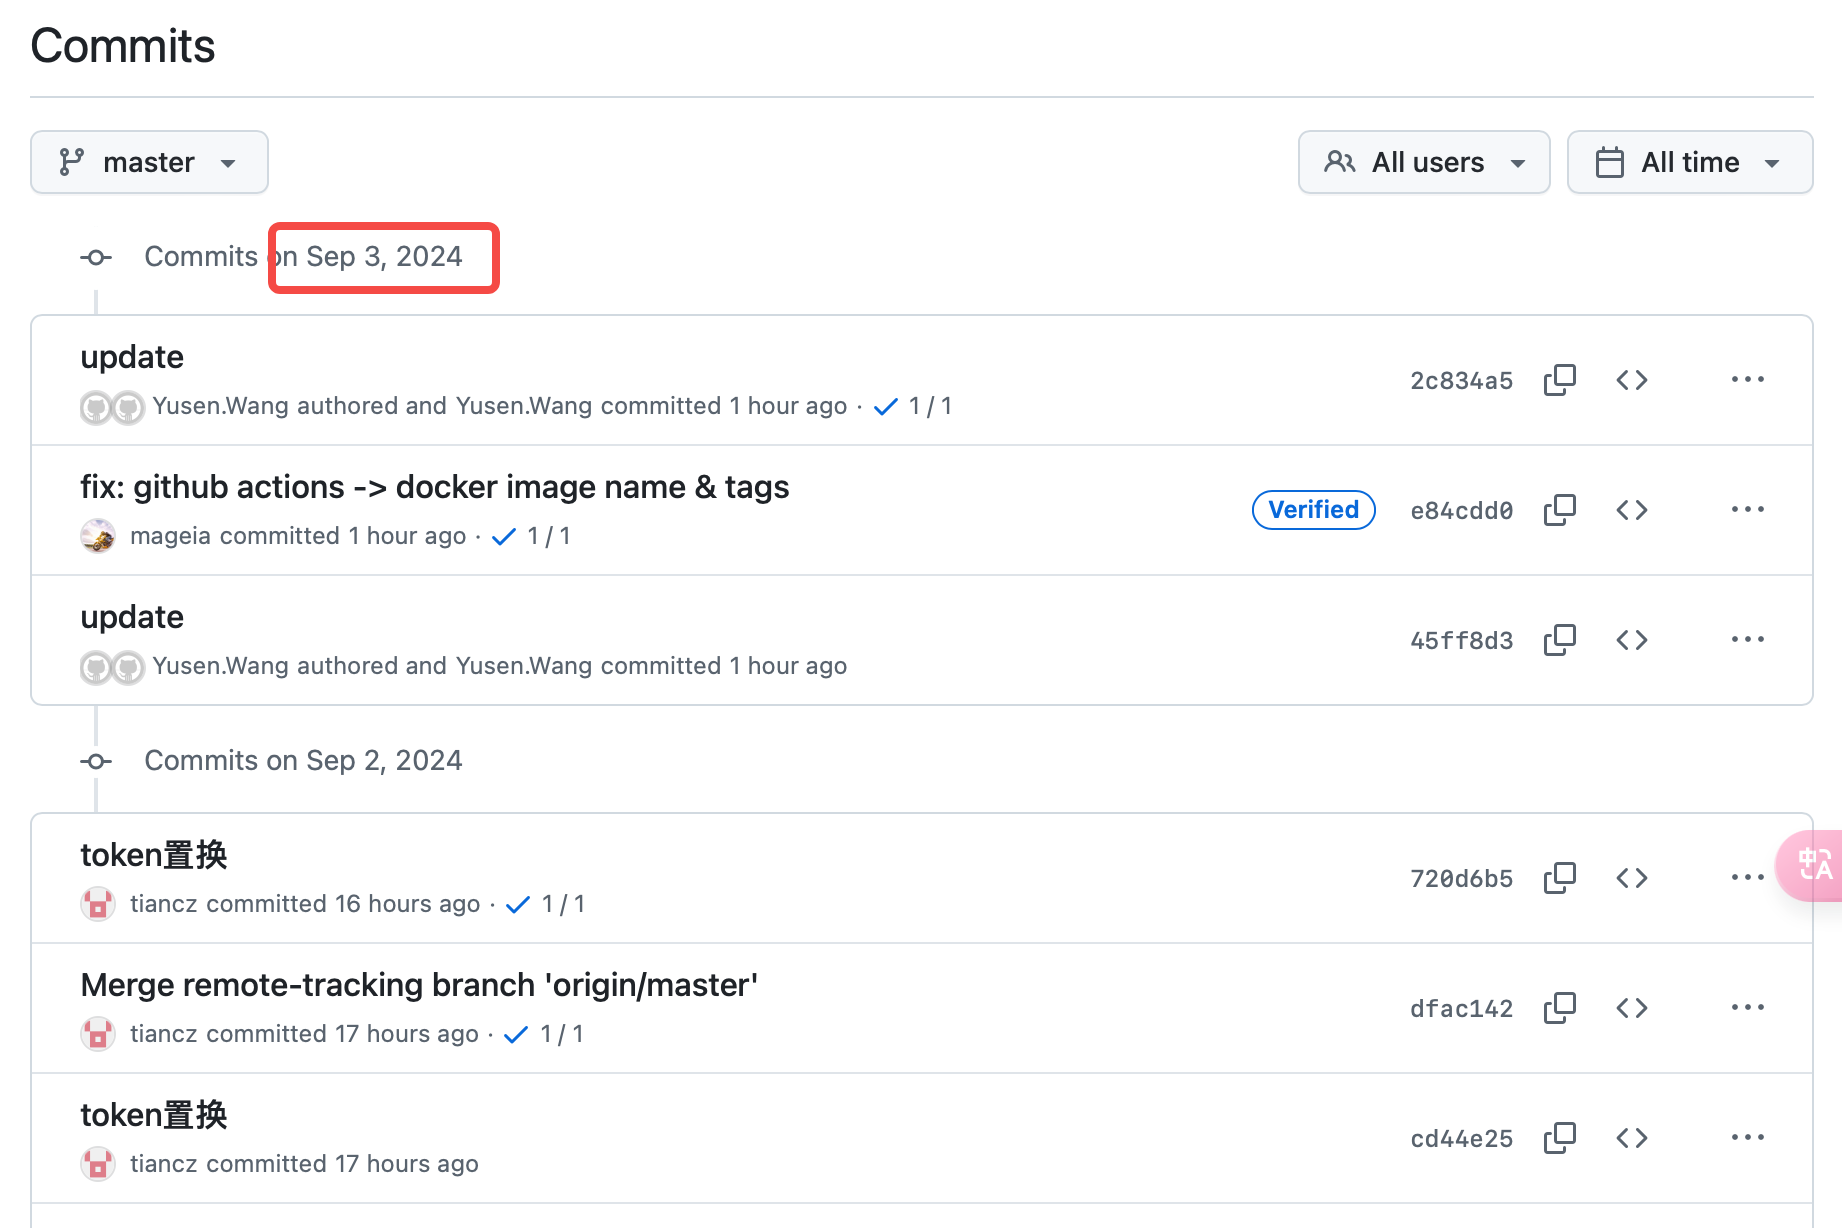 Commits
master
All users
All time
Commits on Sep 3, 2024
update
Yusen.Wang authored and Yusen.Wang committed 1 hour ago · 1 / 1
2c834a5
fix: github actions -> docker image name & tags
mageia committed 1 hour ago · 1 / 1
Verified
e84cdd0
update
Yusen.Wang authored and Yusen.Wang committed 1 hour ago
45ff8d3
Commits on Sep 2, 2024
token置换
tiancz committed 16 hours ago · 1 / 1
720d6b5
中A
Merge remote-tracking branch 'origin/master'
tiancz committed 17 hours ago · 1 / 1
dfac142
token置换
tiancz committed 17 hours ago
cd44e25